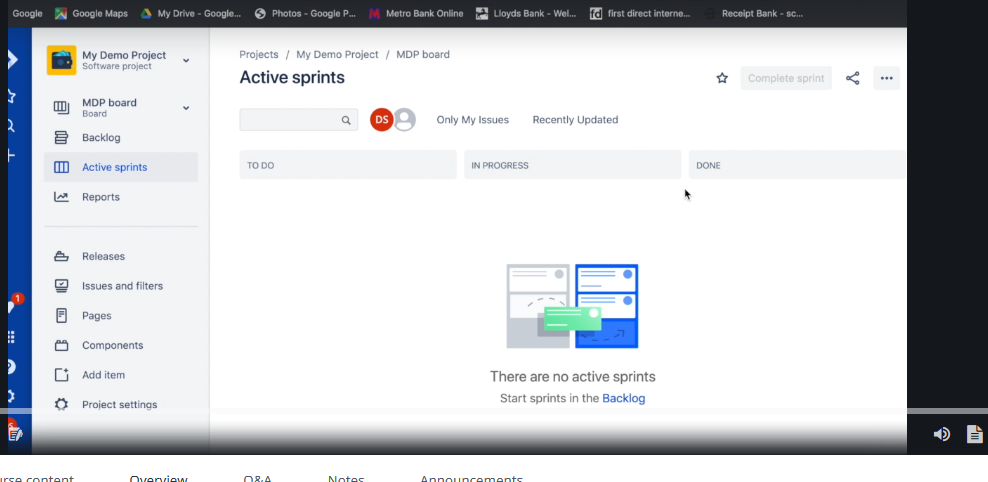 Google Google Maps My Drive - Google... Photos - Google P... Metro Bank Online Lloyds Bank - Wel... fd first direct interne... Receipt Bank - sc...
My Demo Project
Software project
MDP board
Board
Backlog
Active sprints
Reports
Releases
Issues and filters
Pages
Components
Add item
Project settings
1
Projects / My Demo Project / MDP board
Active sprints
Complete sprint
DS
Only My Issues Recently Updated
TO DO IN PROGRESS DONE
There are no active sprints
Start sprints in the Backlog
urse content Overview Q&A Notes Announcements